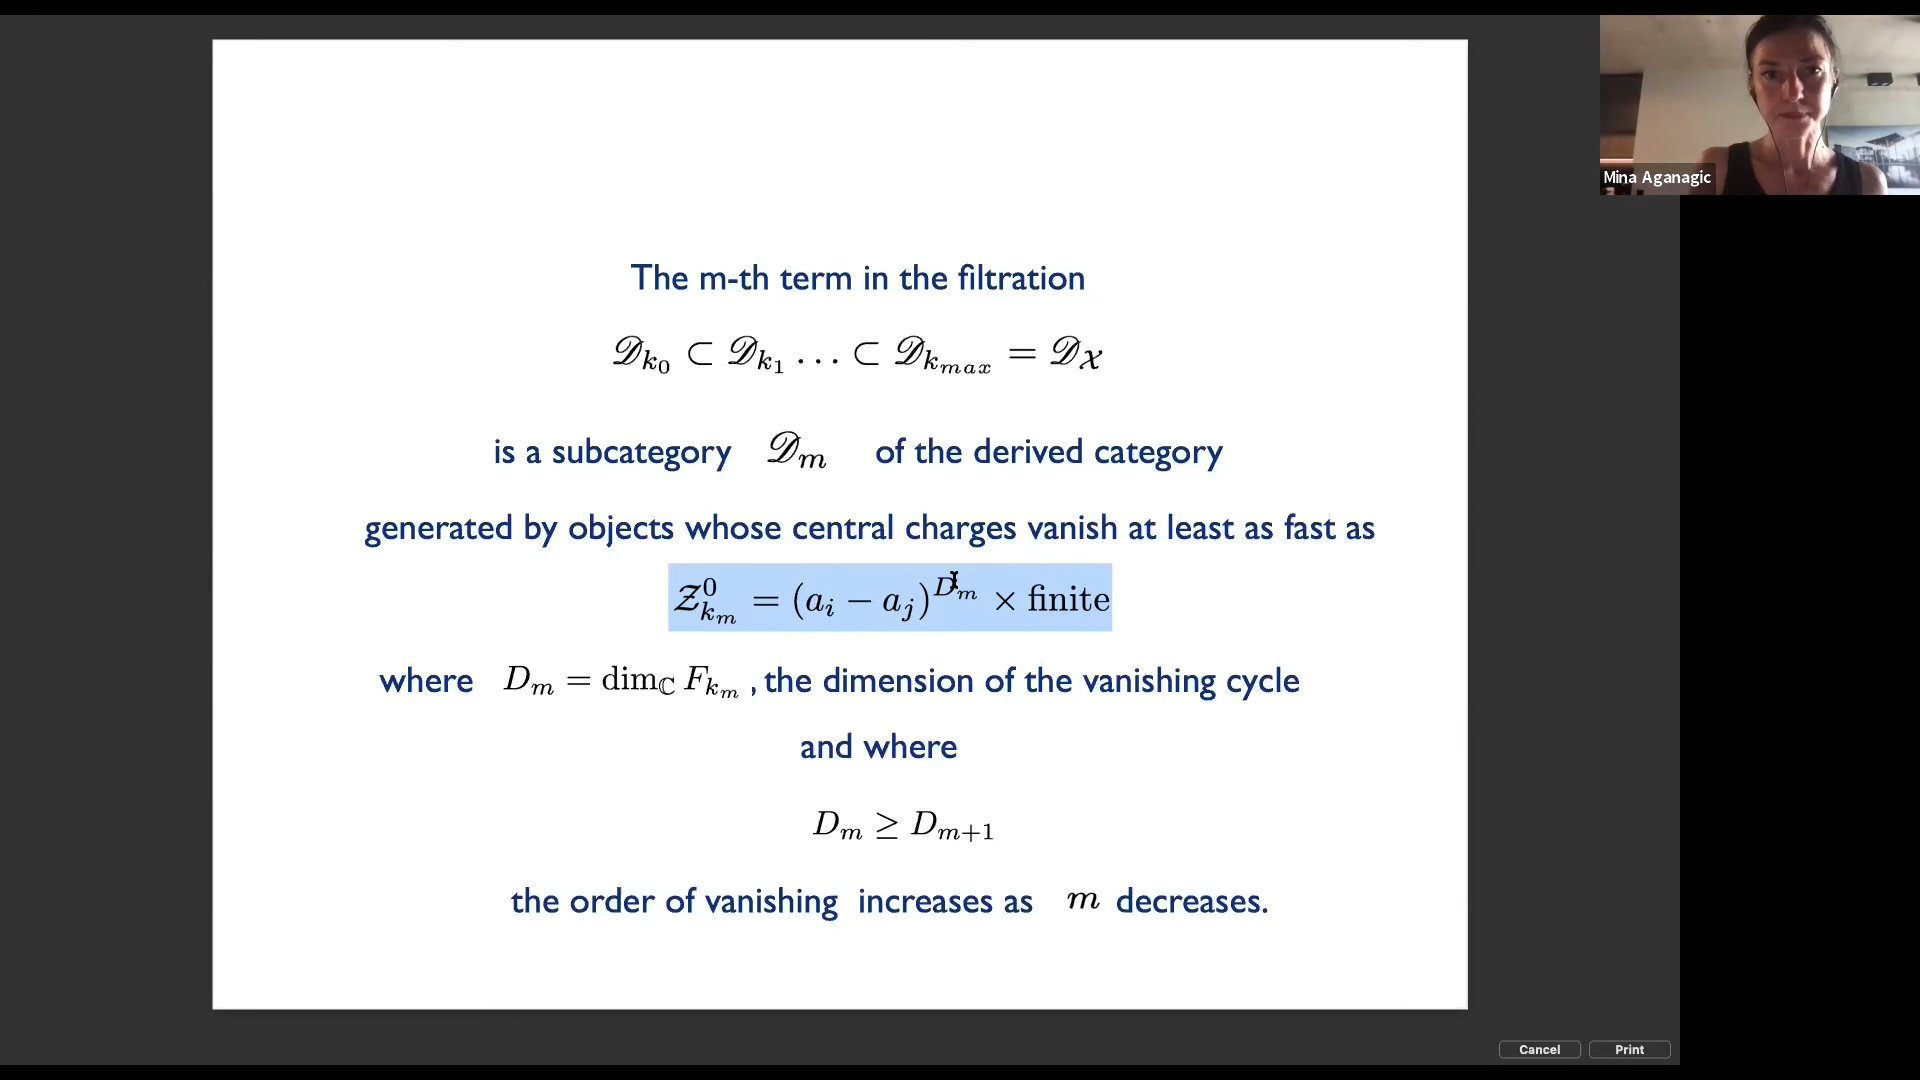 The m-th term in the filtration
𝒟_{k_0} ⊂ 𝒟_{k_1} ... ⊂ 𝒟_{k_{max}} = 𝒟_𝒳
is a subcategory 𝒟_m of the derived category
generated by objects whose central charges vanish at least as fast as
𝒵^0_{k_m} = (a_i − a_j)^{D_m} × finite
where D_m = dim_ℂ F_{k_m}, the dimension of the vanishing cycle
and where
D_m ≥ D_{m+1}
the order of vanishing increases as m decreases.
Mina Aganagic
Cancel
Print